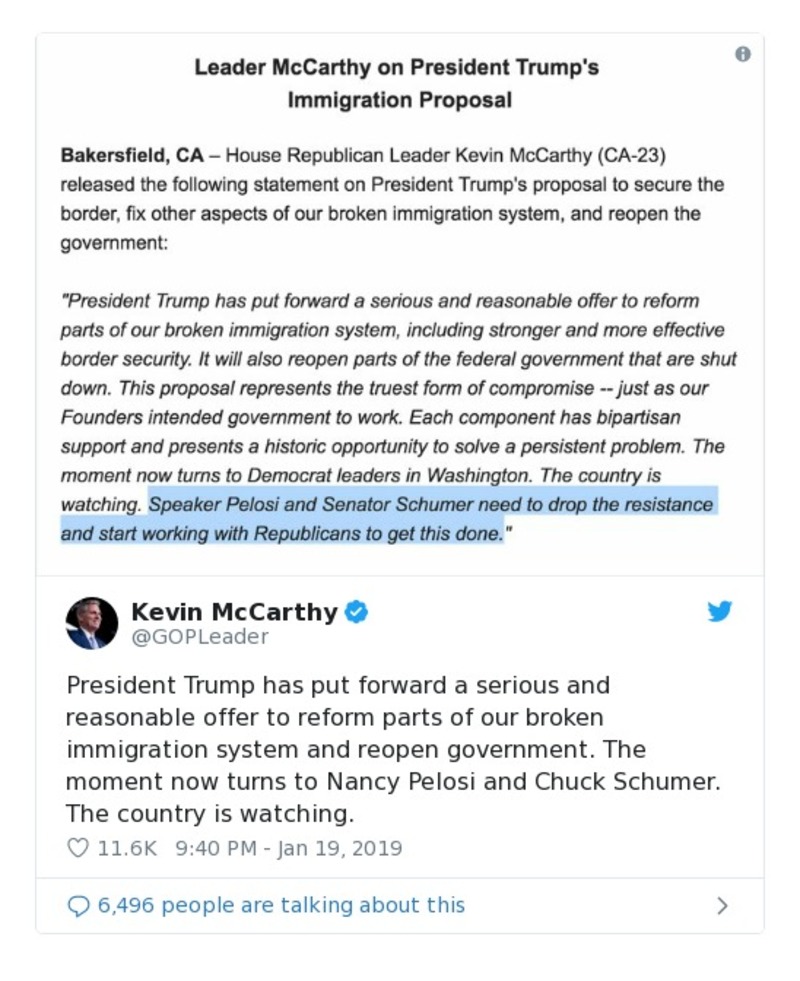 Leader McCarthy on President Trump's
Immigration Proposal
Bakersfield, CA – House Republican Leader Kevin McCarthy (CA-23)
released the following statement on President Trump's proposal to secure the
border, fix other aspects of our broken immigration system, and reopen the
government:
"President Trump has put forward a serious and reasonable offer to reform
parts of our broken immigration system, including stronger and more effective
border security. It will also reopen parts of the federal government that are shut
down. This proposal represents the truest form of compromise -- just as our
Founders intended government to work. Each component has bipartisan
support and presents a historic opportunity to solve a persistent problem. The
moment now turns to Democrat leaders in Washington. The country is
watching. Speaker Pelosi and Senator Schumer need to drop the resistance
and start working with Republicans to get this done."
Kevin McCarthy
@GOPLeader
President Trump has put forward a serious and
reasonable offer to reform parts of our broken
immigration system and reopen government. The
moment now turns to Nancy Pelosi and Chuck Schumer.
The country is watching.
11.6K 9:40 PM - Jan 19, 2019
6,496 people are talking about this